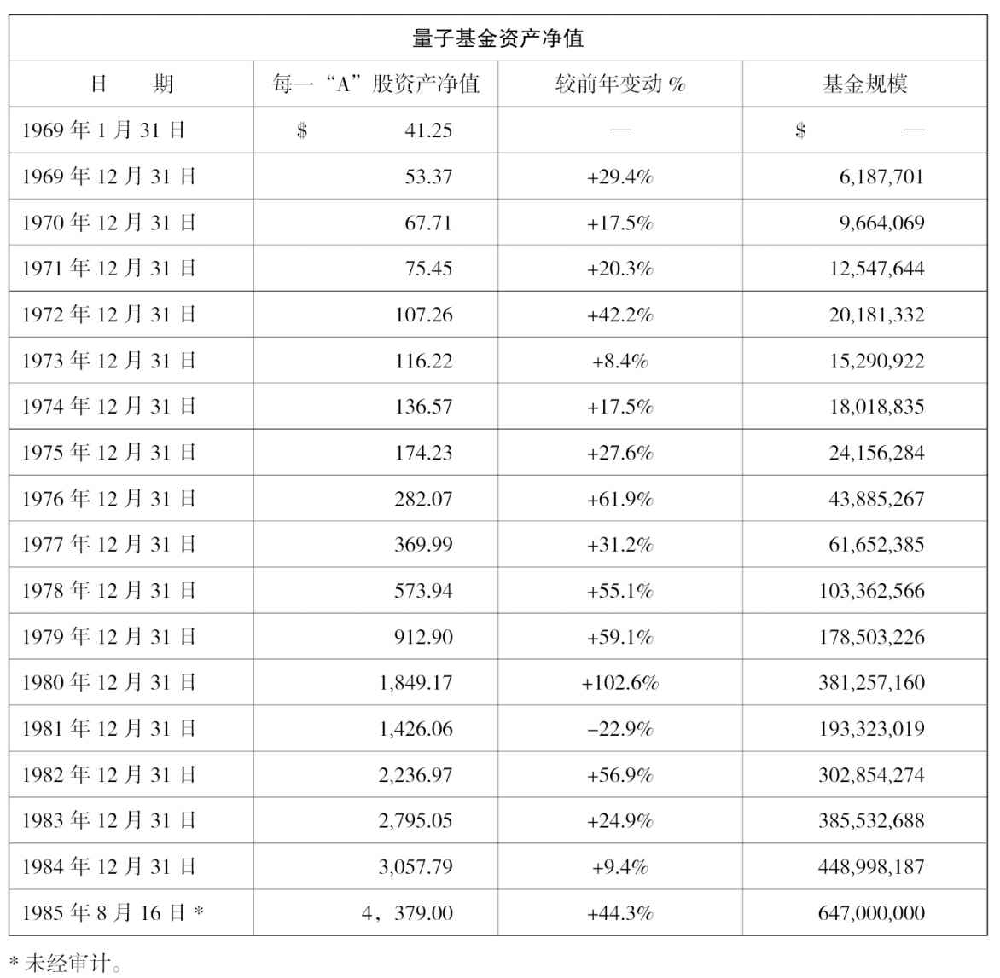 量子基金资产净值
日 期 每一“A”股资产净值 较前年变动 % 基金规模
1969 年 1 月 31 日 $ 41.25 — $ —
1969 年 12 月 31 日 53.37 +29.4% 6,187,701
1970 年 12 月 31 日 67.71 +17.5% 9,664,069
1971 年 12 月 31 日 75.45 +20.3% 12,547,644
1972 年 12 月 31 日 107.26 +42.2% 20,181,332
1973 年 12 月 31 日 116.22 +8.4% 15,290,922
1974 年 12 月 31 日 136.57 +17.5% 18,018,835
1975 年 12 月 31 日 174.23 +27.6% 24,156,284
1976 年 12 月 31 日 282.07 +61.9% 43,885,267
1977 年 12 月 31 日 369.99 +31.2% 61,652,385
1978 年 12 月 31 日 573.94 +55.1% 103,362,566
1979 年 12 月 31 日 912.90 +59.1% 178,503,226
1980 年 12 月 31 日 1,849.17 +102.6% 381,257,160
1981 年 12 月 31 日 1,426.06 –22.9% 193,323,019
1982 年 12 月 31 日 2,236.97 +56.9% 302,854,274
1983 年 12 月 31 日 2,795.05 +24.9% 385,532,688
1984 年 12 月 31 日 3,057.79 +9.4% 448,998,187
1985 年 8 月 16 日 * 4，379.00 +44.3% 647,000,000
* 未经审计。